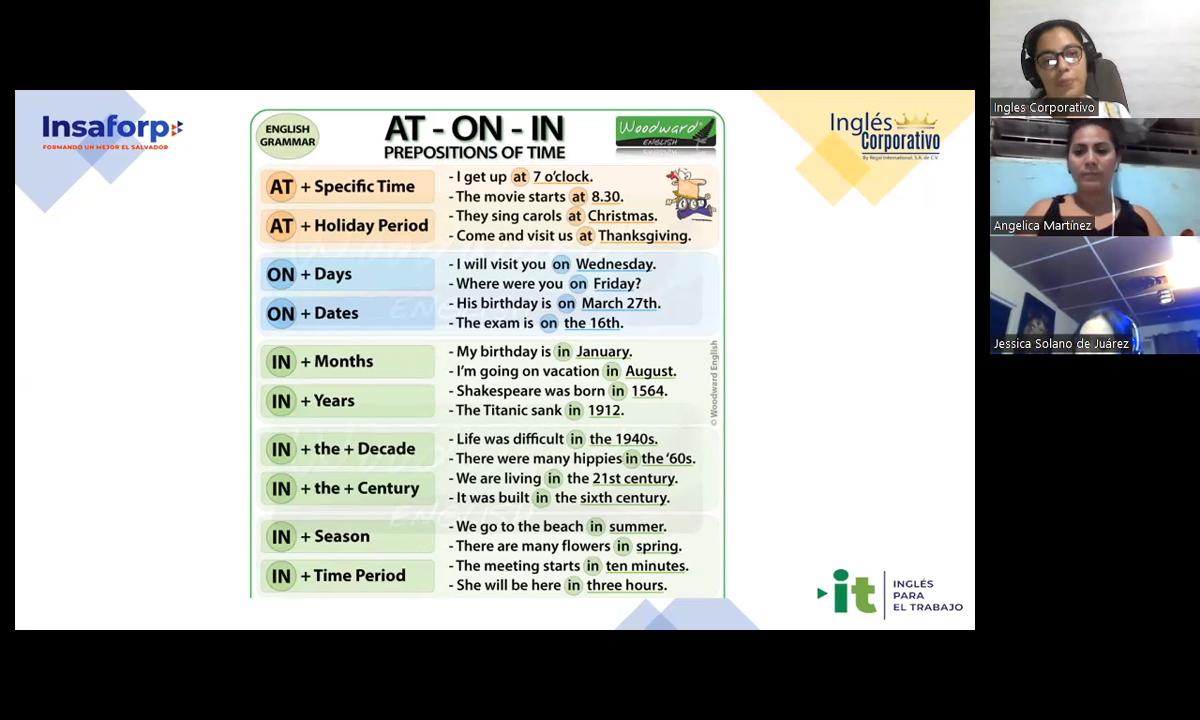 Insaforp
FORMANDO UN MEJOR EL SALVADOR
ENGLISH
GRAMMAR
AT - ON - IN
PREPOSITIONS OF TIME
Woodward
ENGLISH
Inglés
Corporativo
By Regal International, S.A. de C.V.
AT + Specific Time
AT + Holiday Period
- I get up at 7 o'clock.
- The movie starts at 8.30.
- They sing carols at Christmas.
- Come and visit us at Thanksgiving.
ON + Days
ON + Dates
- I will visit you on Wednesday.
- Where were you on Friday?
- His birthday is on March 27th.
- The exam is on the 16th.
IN + Months
IN + Years
- My birthday is in January.
- I'm going on vacation in August.
- Shakespeare was born in 1564.
- The Titanic sank in 1912.
IN + the + Decade
IN + the + Century
- Life was difficult in the 1940s.
- There were many hippies in the '60s.
- We are living in the 21st century.
- It was built in the sixth century.
IN + Season
IN + Time Period
- We go to the beach in summer.
- There are many flowers in spring.
- The meeting starts in ten minutes.
- She will be here in three hours.
© Woodward English
it
INGLÉS
PARA
EL TRABAJO
Ingles Corporativo
Angelica Martínez
Jessica Solano de Juárez